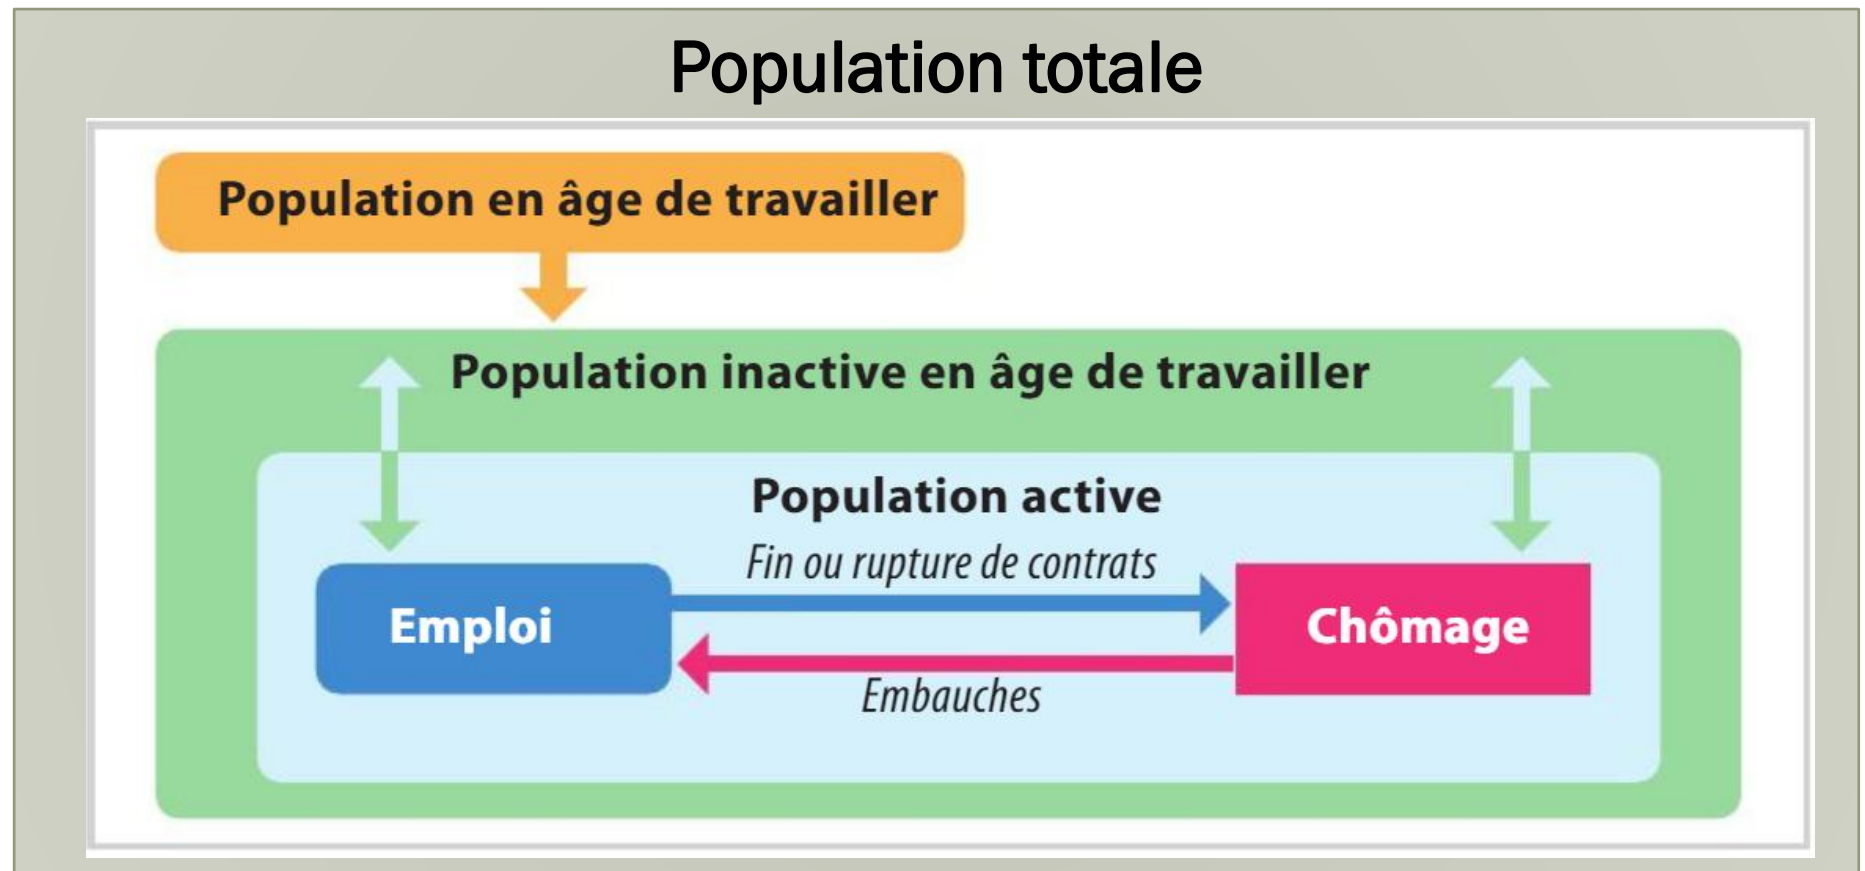 Population totale
Population en âge de travailler
Population inactive en âge de travailler
Population active
Fin ou rupture de contrats
Emploi
Chômage
Embauches